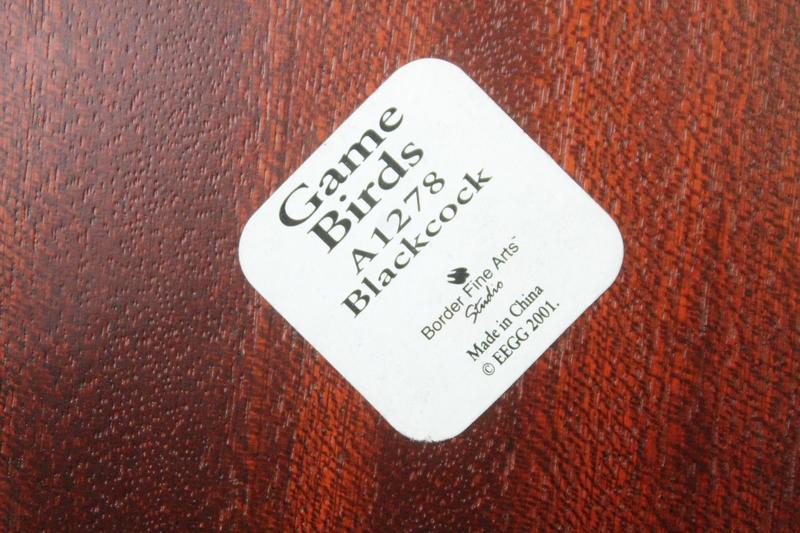 Game
Birds
A1278
Blackcock
Border Fine Arts™
Studio
Made in China
© EEGG 2001.